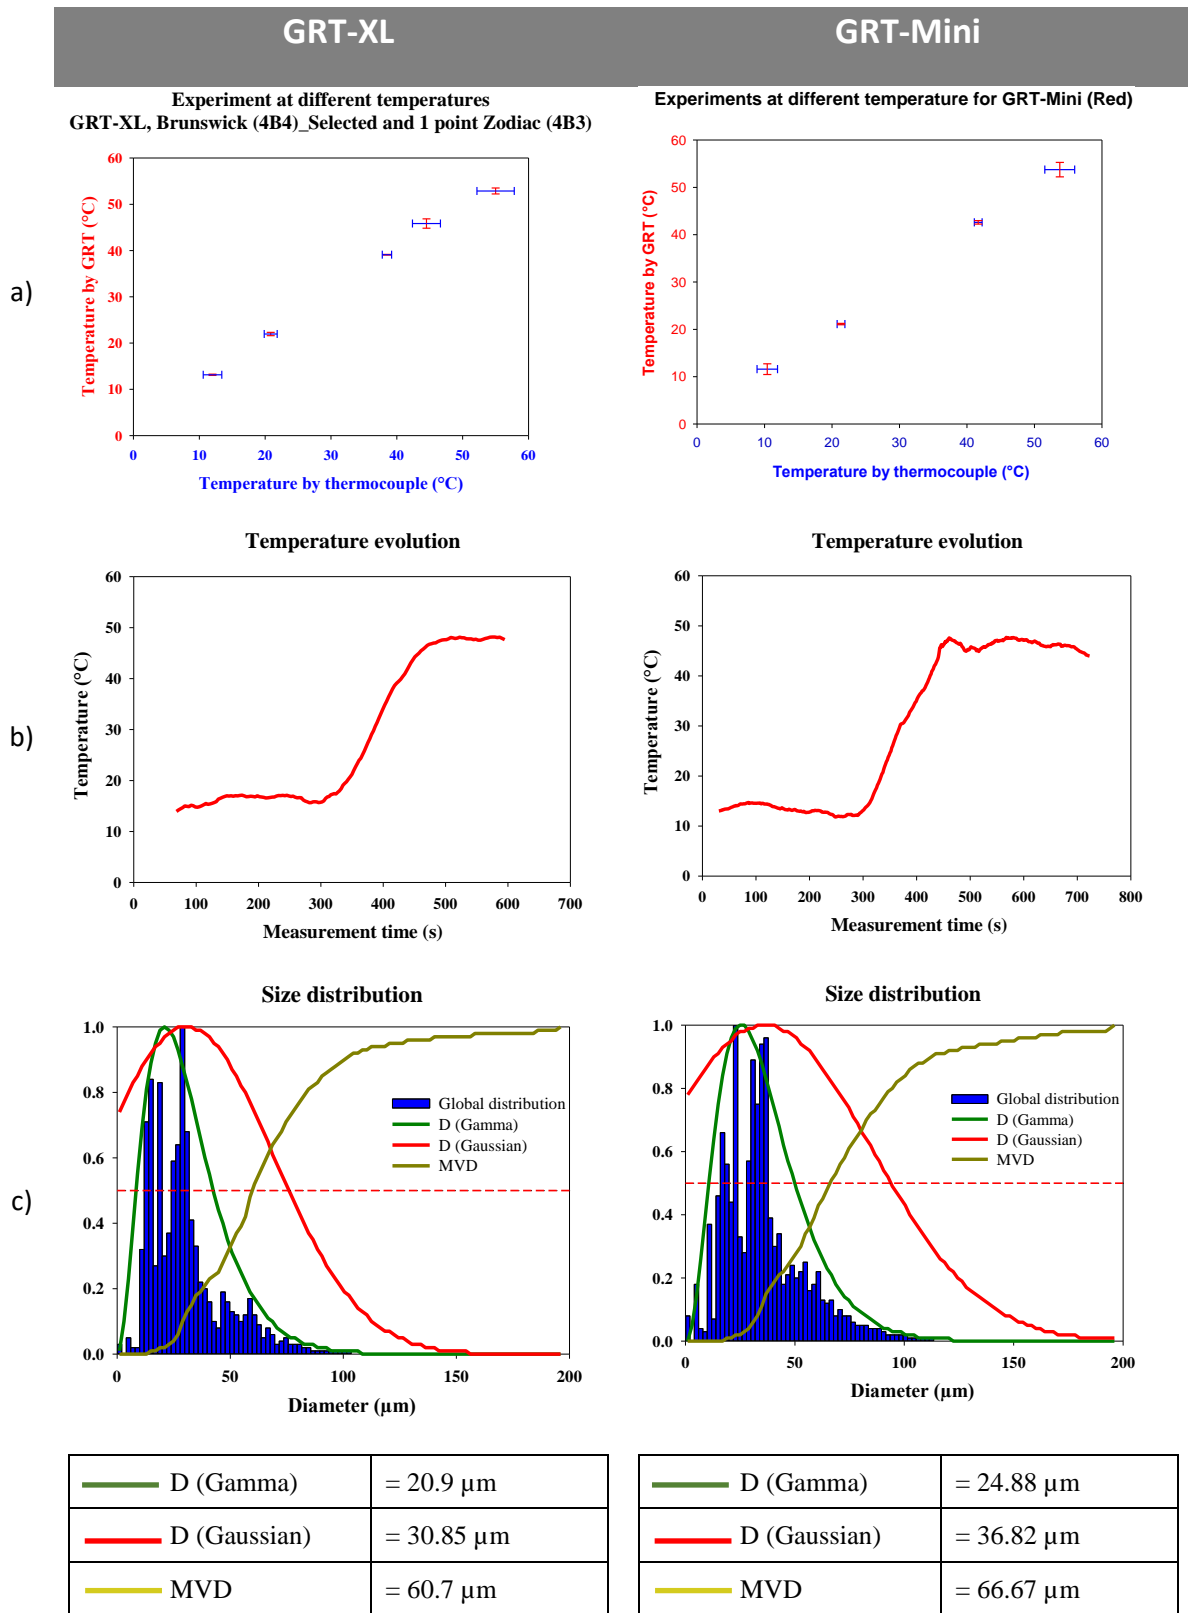 GRT-XL
GRT-Mini
a)
Experiment at different temperatures
GRT-XL, Brunswick (4B4)_Selected and 1 point Zodiac (4B3)
Temperature by GRT (°C)
60
50
40
30
20
10
0
0 10 20 30 40 50 60
Temperature by thermocouple (°C)
Experiments at different temperature for GRT-Mini (Red)
Temperature by GRT (°C)
60
50
40
30
20
10
0
0 10 20 30 40 50 60
Temperature by thermocouple (°C)
b)
Temperature evolution
Temperature (°C)
60
50
40
30
20
10
0
0 100 200 300 400 500 600 700
Measurement time (s)
Temperature evolution
Temperature (°C)
60
50
40
30
20
10
0
0 100 200 300 400 500 600 700 800
Measurement time (s)
c)
Size distribution
1.0
0.8
0.6
0.4
0.2
0.0
Global distribution
D (Gamma)
D (Gaussian)
MVD
0 50 100 150 200
Diameter (µm)
Size distribution
1.0
0.8
0.6
0.4
0.2
0.0
Global distribution
D (Gamma)
D (Gaussian)
MVD
0 50 100 150 200
Diameter (µm)
D (Gamma) = 20.9 µm
D (Gaussian) = 30.85 µm
MVD = 60.7 µm
D (Gamma) = 24.88 µm
D (Gaussian) = 36.82 µm
MVD = 66.67 µm